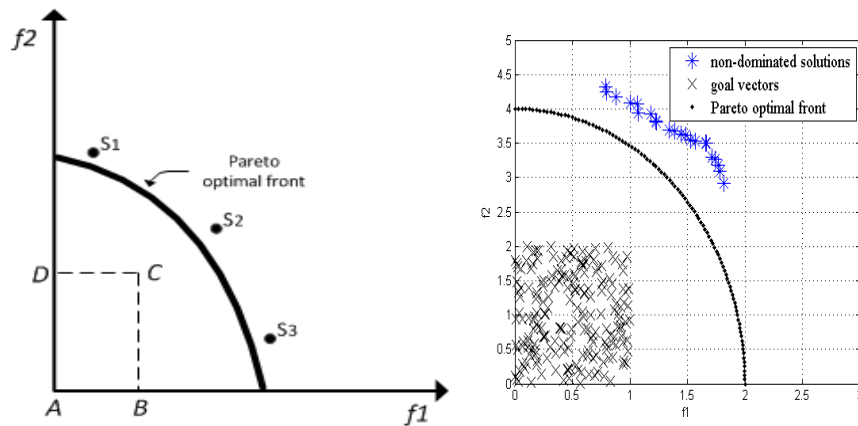 f2
S1
Pareto
optimal front
S2
D
C
S3
A
B
f1
5
4.5
4
3.5
3
2.5
2
1.5
1
0.5
0
f2
non-dominated solutions
goal vectors
Pareto optimal front
0
0.5
1
1.5
2
2.5
3
f1